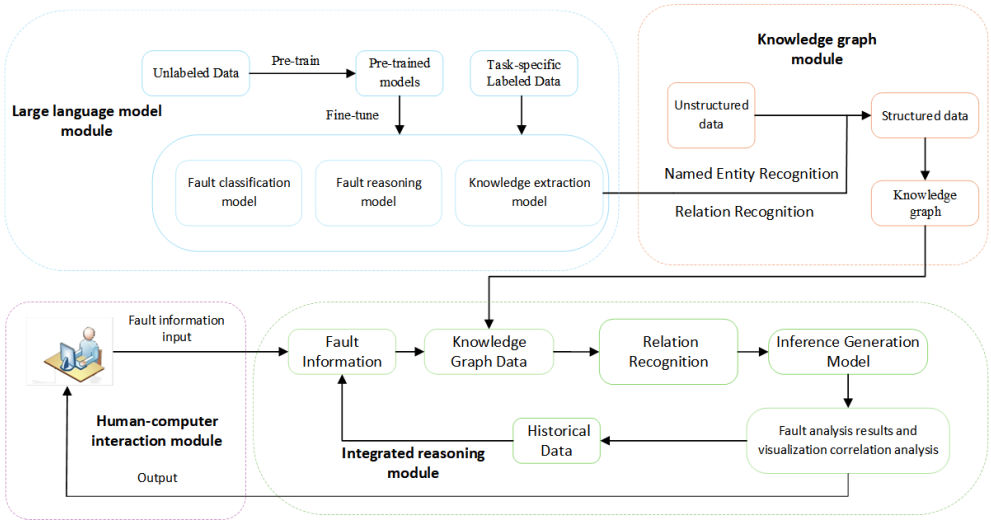 Large language model
module
Unlabeled Data
Pre-train
Pre-trained
models
Task-specific
Labeled Data
Fine-tune
Fault classification
model
Fault reasoning
model
Knowledge extraction
model
Knowledge graph
module
Unstructured
data
Structured data
Named Entity Recognition
Relation Recognition
Knowledge
graph
Fault information
input
Human-computer
interaction module
Output
Fault
Information
Knowledge
Graph Data
Relation
Recognition
Inference Generation
Model
Historical
Data
Fault analysis results and
visualization correlation analysis
Integrated reasoning
module